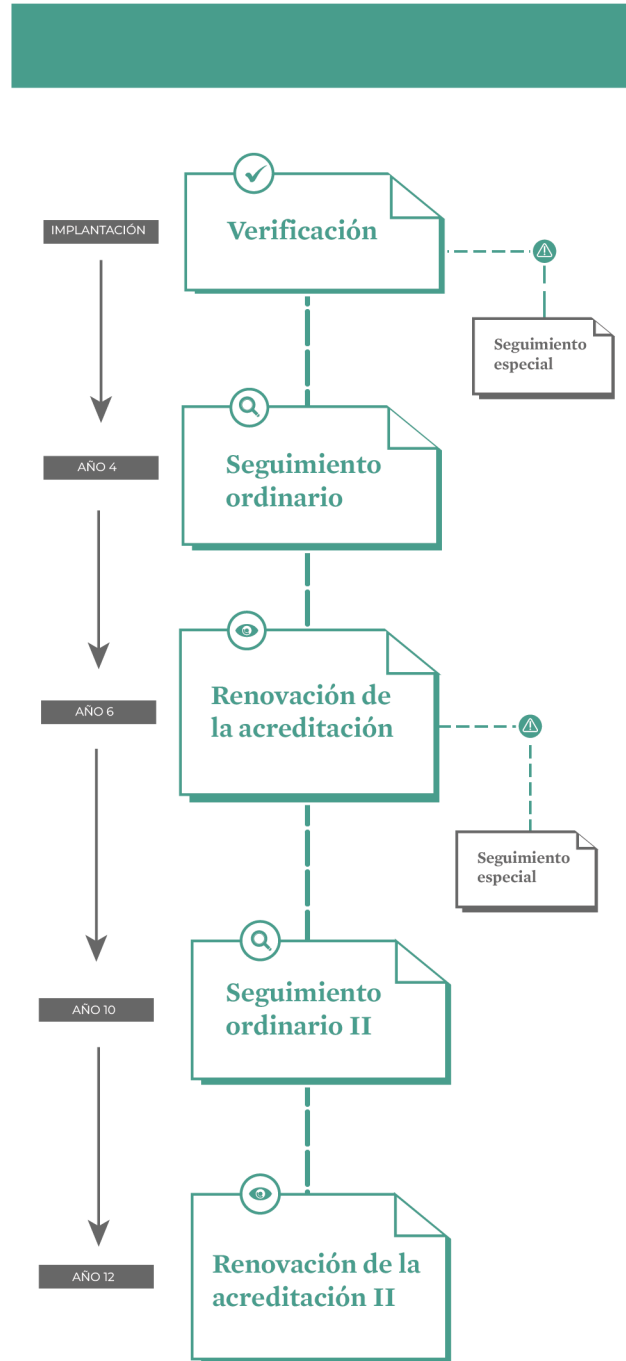 IMPLANTACIÓN
Verificación
Seguimiento
especial
AÑO 4
Seguimiento
ordinario
AÑO 6
Renovación de
la acreditación
Seguimiento
especial
AÑO 10
Seguimiento
ordinario II
AÑO 12
Renovación de la
acreditación II